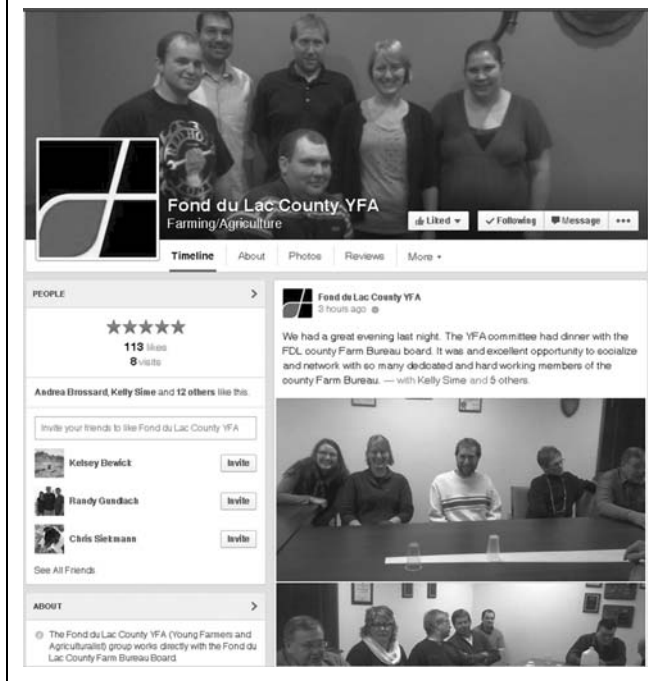 Fond du Lac County YFA
Farming/Agriculture
Liked
Following
Message
Timeline
About
Photos
Reviews
More
PEOPLE
113 likes
8 visits
Andrea Brossard, Kelly Sime and 12 others like this.
Invite your friends to like Fond du Lac County YFA
Kelsey Bewick
Invite
Randy Gundlach
Invite
Chris Siekmann
Invite
See All Friends
ABOUT
The Fond du Lac County YFA (Young Farmers and
Agriculturalist) group works directly with the Fond du
Lac County Farm Bureau Board.
Fond du Lac County YFA
3 hours ago
We had a great evening last night. The YFA committee had dinner with the
FDL county Farm Bureau board. It was and excellent opportunity to socialize
and network with so many dedicated and hard working members of the
county Farm Bureau. — with Kelly Sime and 5 others.